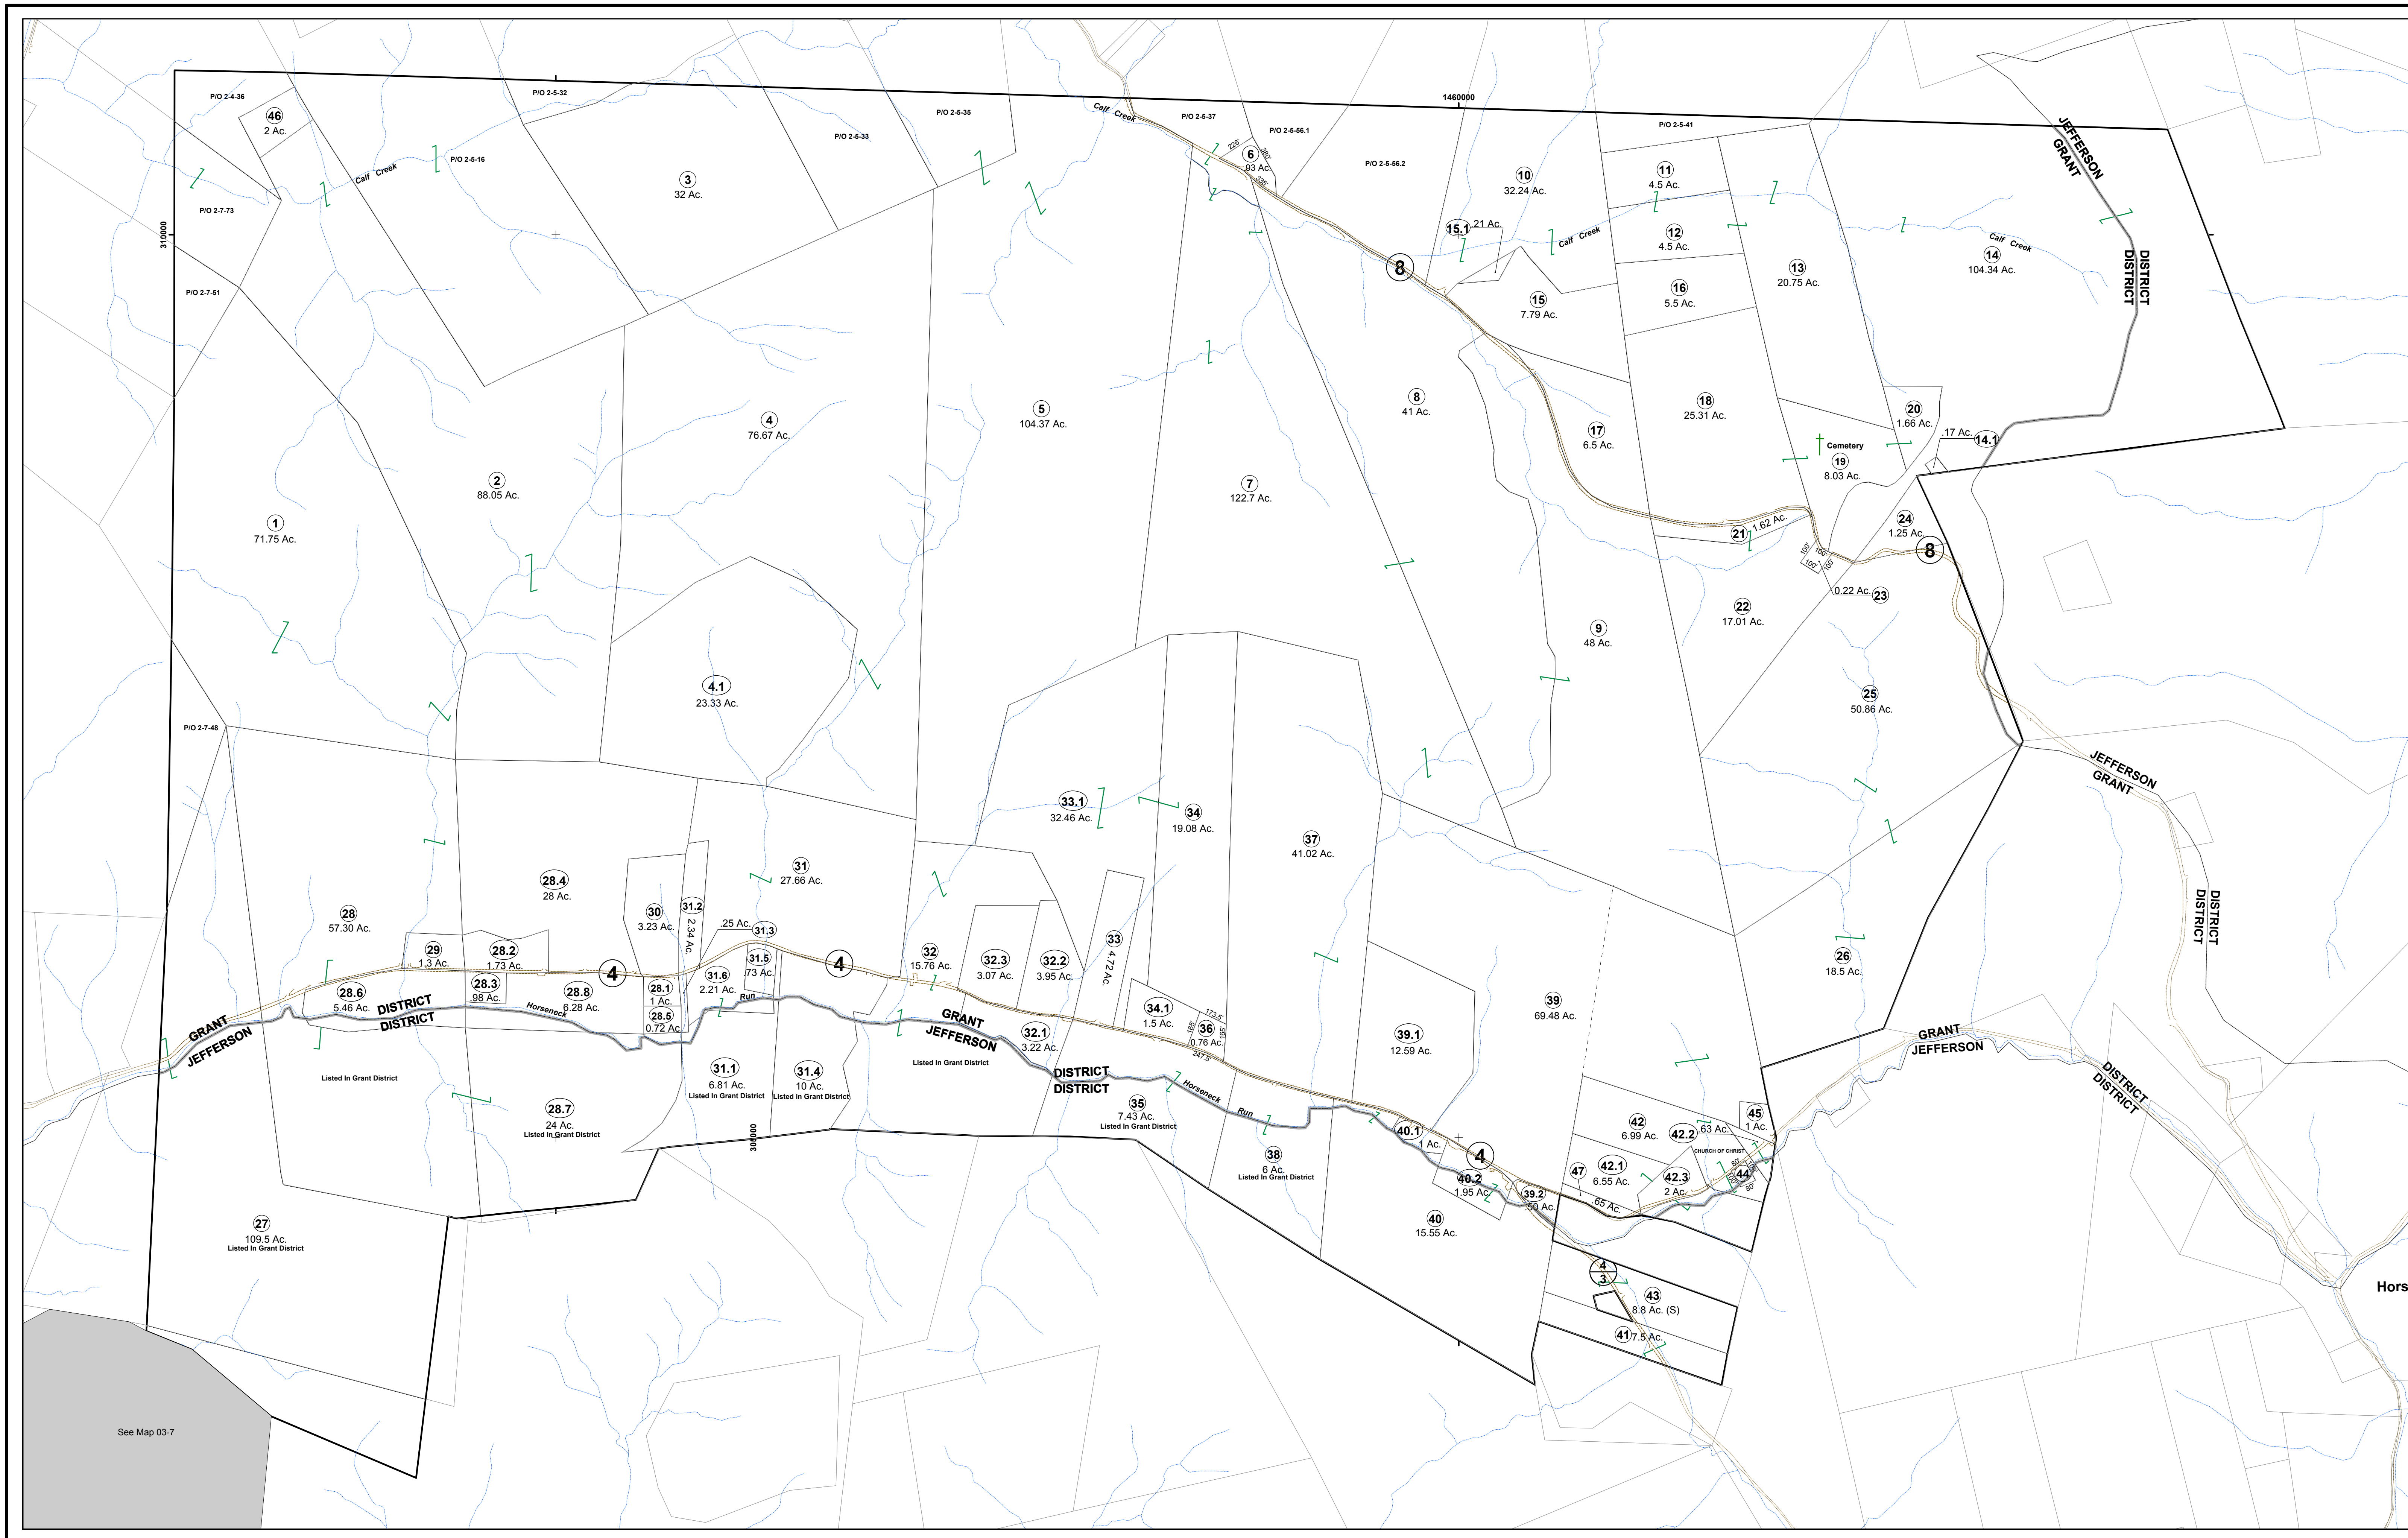 1460000
310000
305000
P/O 2-4-36
46
2 Ac.
P/O 2-5-32
P/O 2-5-16
Calf Creek
P/O 2-5-33
P/O 2-5-35
Calf Creek
P/O 2-5-37
P/O 2-5-56.1
P/O 2-5-56.2
P/O 2-5-41
P/O 2-7-73
P/O 2-7-51
P/O 2-7-48
3
32 Ac.
226'
380'
335'
6
.93 Ac.
10
32.24 Ac.
11
4.5 Ac.
12
4.5 Ac.
15.1
.21 Ac.
Calf Creek
8
15
7.79 Ac.
16
5.5 Ac.
13
20.75 Ac.
14
104.34 Ac.
Calf Creek
JEFFERSON
GRANT
DISTRICT
DISTRICT
1
71.75 Ac.
2
88.05 Ac.
4
76.67 Ac.
5
104.37 Ac.
7
122.7 Ac.
8
41 Ac.
17
6.5 Ac.
18
25.31 Ac.
Cemetery
19
8.03 Ac.
20
1.66 Ac.
.17 Ac.
14.1
21
1.62 Ac.
24
1.25 Ac.
8
100'
100'
100'
100'
0.22 Ac.
23
22
17.01 Ac.
9
48 Ac.
25
50.86 Ac.
4.1
23.33 Ac.
JEFFERSON
GRANT
DISTRICT
DISTRICT
33.1
32.46 Ac.
34
19.08 Ac.
37
41.02 Ac.
31
27.66 Ac.
28.4
28 Ac.
28
57.30 Ac.
30
3.23 Ac.
31.2
2.34 Ac.
.25 Ac.
31.3
29
1.3 Ac.
28.2
1.73 Ac.
4
31.5
.73 Ac.
4
32
15.76 Ac.
32.3
3.07 Ac.
32.2
3.95 Ac.
33
4.72 Ac.
28.6
5.46 Ac.
28.3
.98 Ac.
28.8
6.28 Ac.
28.1
1 Ac.
31.6
2.21 Ac.
28.5
0.72 Ac.
Horseneck
Run
GRANT
JEFFERSON
DISTRICT
DISTRICT
GRANT
JEFFERSON
32.1
3.22 Ac.
34.1
1.5 Ac.
173.5'
185'
165'
247.5'
36
0.76 Ac.
39.1
12.59 Ac.
39
69.48 Ac.
26
18.5 Ac.
GRANT
JEFFERSON
DISTRICT
DISTRICT
Listed In Grant District
Listed In Grant District
DISTRICT
DISTRICT
Horseneck
Run
31.1
6.81 Ac.
Listed In Grant District
31.4
10 Ac.
Listed in Grant District
28.7
24 Ac.
Listed In Grant District
35
7.43 Ac.
Listed In Grant District
38
6 Ac.
Listed In Grant District
40.1
1 Ac.
4
40.2
1.95 Ac.
39.2
.50 Ac.
40
15.55 Ac.
42
6.99 Ac.
42.2
.63 Ac.
45
1 Ac.
CHURCH OF CHRIST
47
42.1
6.55 Ac.
42.3
2 Ac.
80'
44
80'
.65 Ac.
27
109.5 Ac.
Listed In Grant District
4
3
43
8.8 Ac. (S)
41
7.5 Ac.
Hors
See Map 03-7